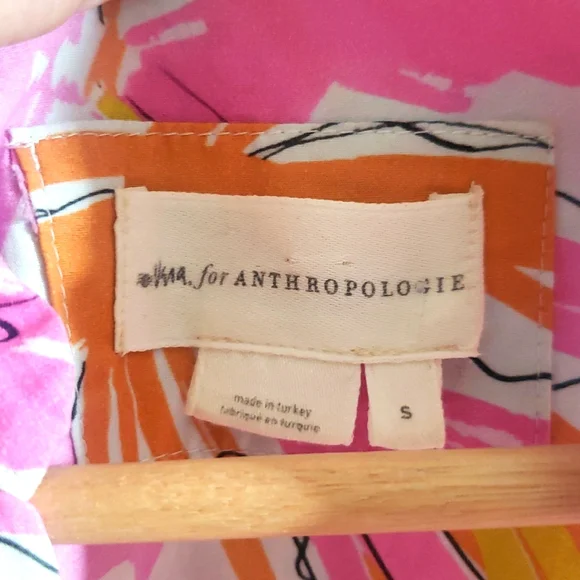 for ANTHROPOLOGIE
made in turkey
fabriqué en turquie
S